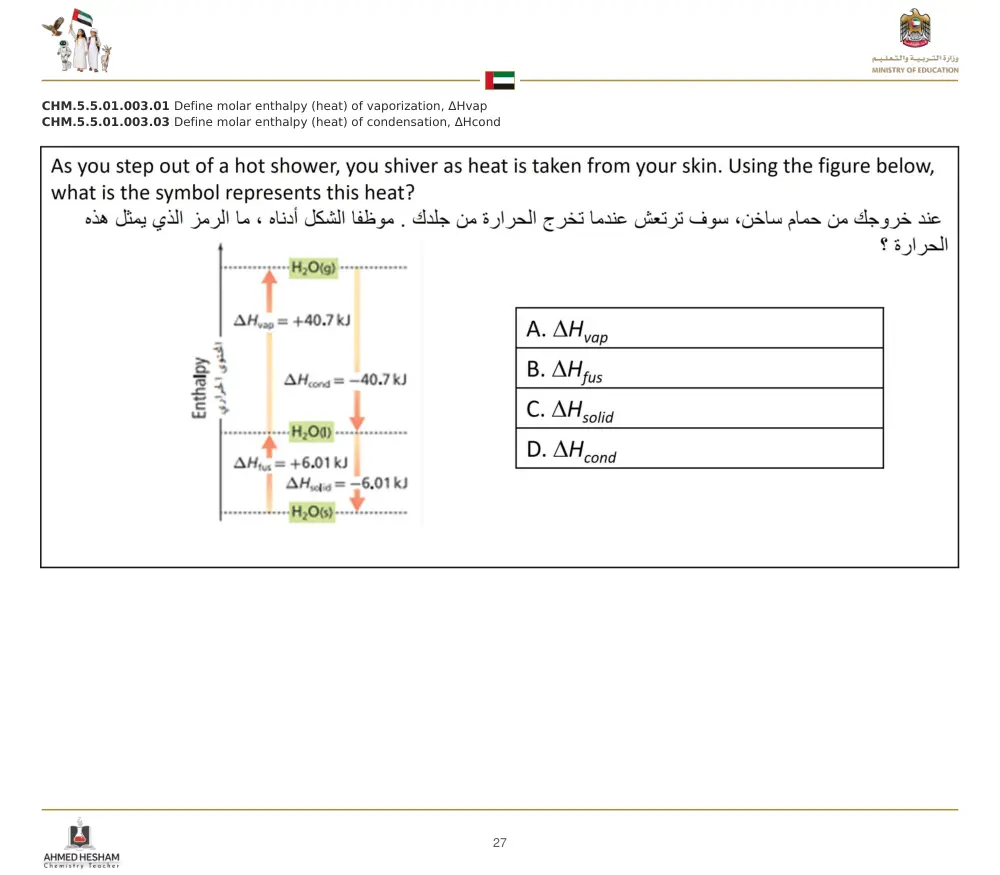 وزارة التربية والتعليم
MINISTRY OF EDUCATION
CHM.5.5.01.003.01 Define molar enthalpy (heat) of vaporization, ΔHvap
CHM.5.5.01.003.03 Define molar enthalpy (heat) of condensation, ΔHcond
As you step out of a hot shower, you shiver as heat is taken from your skin. Using the figure below,
what is the symbol represents this heat?
عند خروجك من حمام ساخن، سوف ترتعش عندما تخرج الحرارة من جلدك . موظفا الشكل أدناه ، ما الرمز الذي يمثل هذه
الحرارة ؟
H₂O(g)
ΔHvap = +40.7 kJ
ΔHcond = −40.7 kJ
Enthalpy
المحتوى الحراري
H₂O(l)
ΔHfus = +6.01 kJ
ΔHsolid = −6.01 kJ
H₂O(s)
A. ΔHvap
B. ΔHfus
C. ΔHsolid
D. ΔHcond
AHMED HESHAM
Chemistry Teacher
27